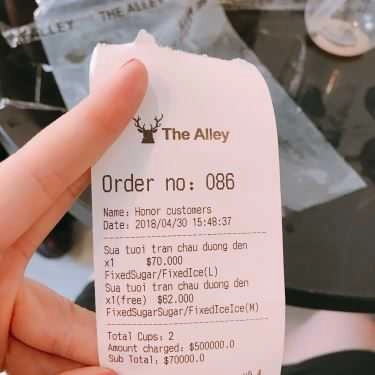 THE ALLEY
The Alley
Order no: 086
Name: Honor customers
Date: 2018/04/30 15:48:37
Sua tuoi tran chau duong den
x1 $70.000
FixedSugar/FixedIce(L)
Sua tuoi tran chau duong den
x1(free) $62.000
FixedSugarSugar/FixedIceIce(M)
Total Cups: 2
Amount charged: $500000.0
Sub Total: $70000.0